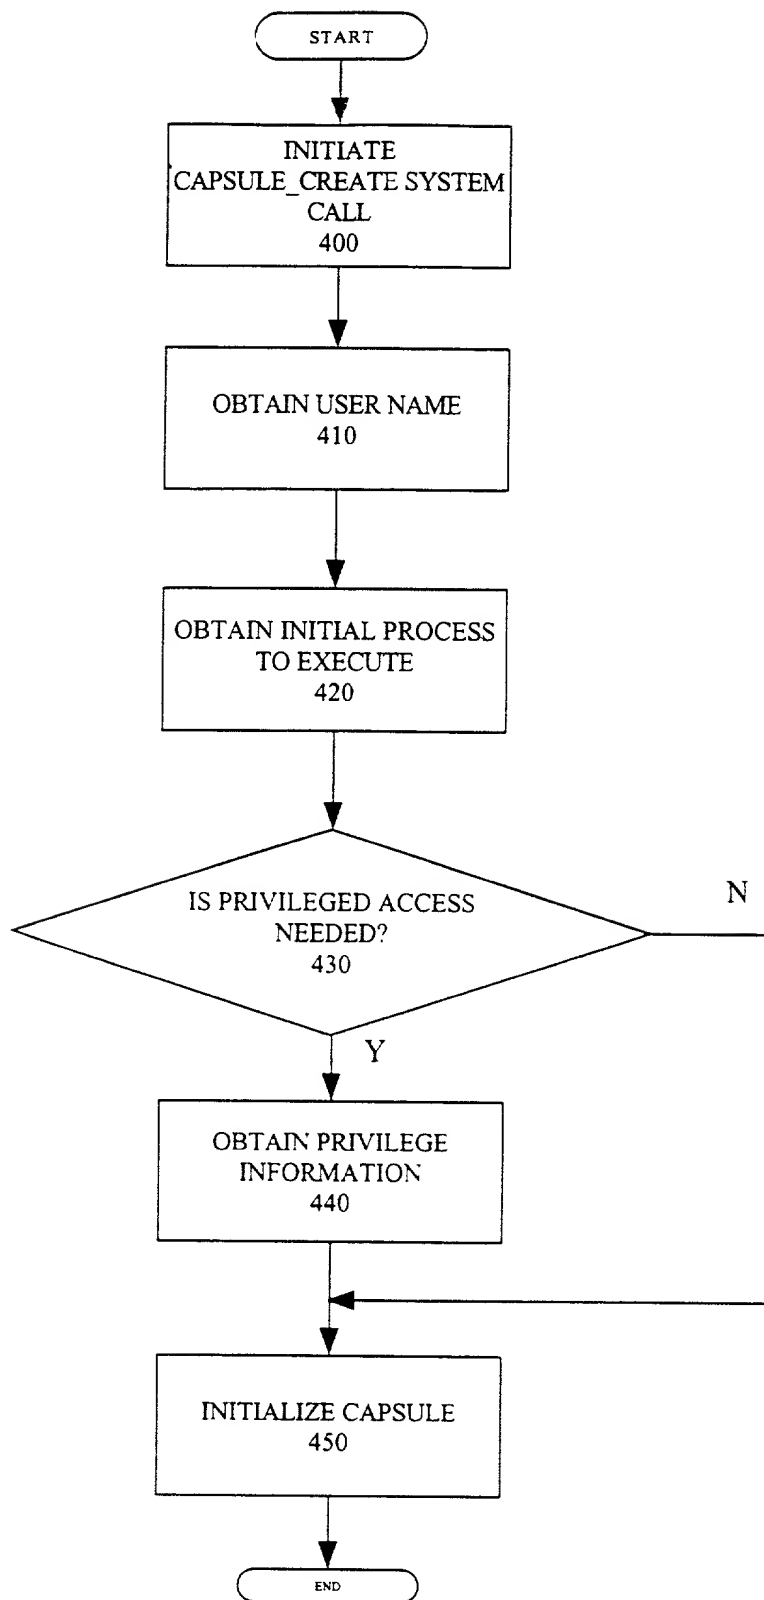 START
INITIATE
CAPSULE_CREATE SYSTEM
CALL
400
OBTAIN USER NAME
410
OBTAIN INITIAL PROCESS
TO EXECUTE
420
IS PRIVILEGED ACCESS
NEEDED?
430
N
Y
OBTAIN PRIVILEGE
INFORMATION
440
INITIALIZE CAPSULE
450
END